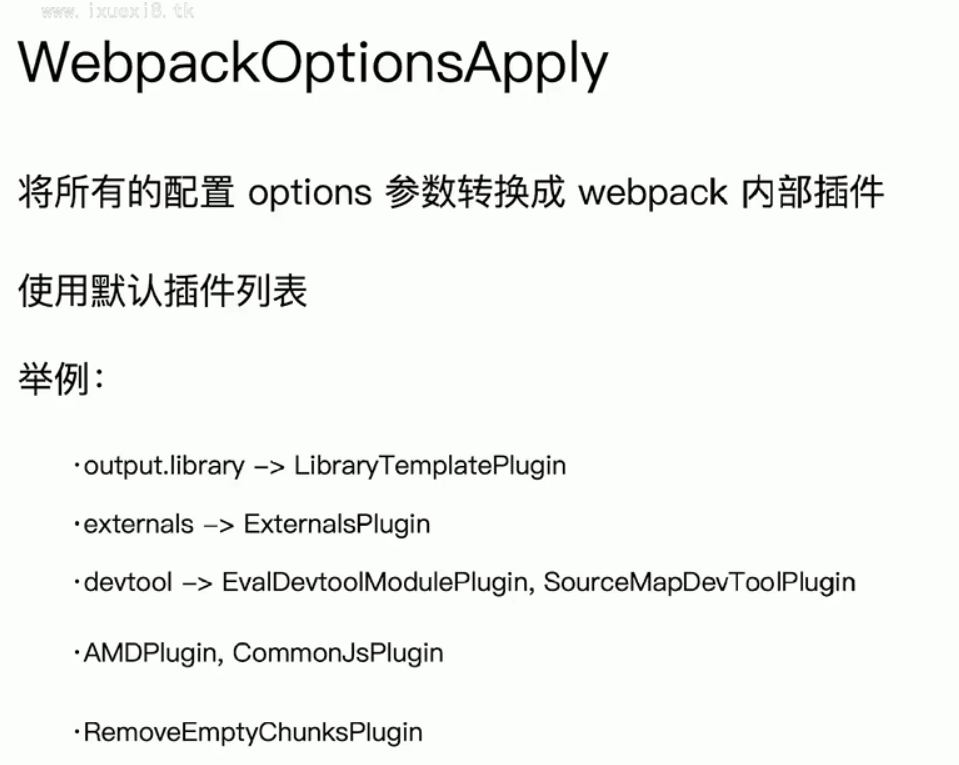 www.ixuexi8.tk
WebpackOptionsApply
将所有的配置 options 参数转换成 webpack 内部插件
使用默认插件列表
举例：
·output.library –> LibraryTemplatePlugin
·externals –> ExternalsPlugin
·devtool –> EvalDevtoolModulePlugin, SourceMapDevToolPlugin
·AMDPlugin, CommonJsPlugin
·RemoveEmptyChunksPlugin